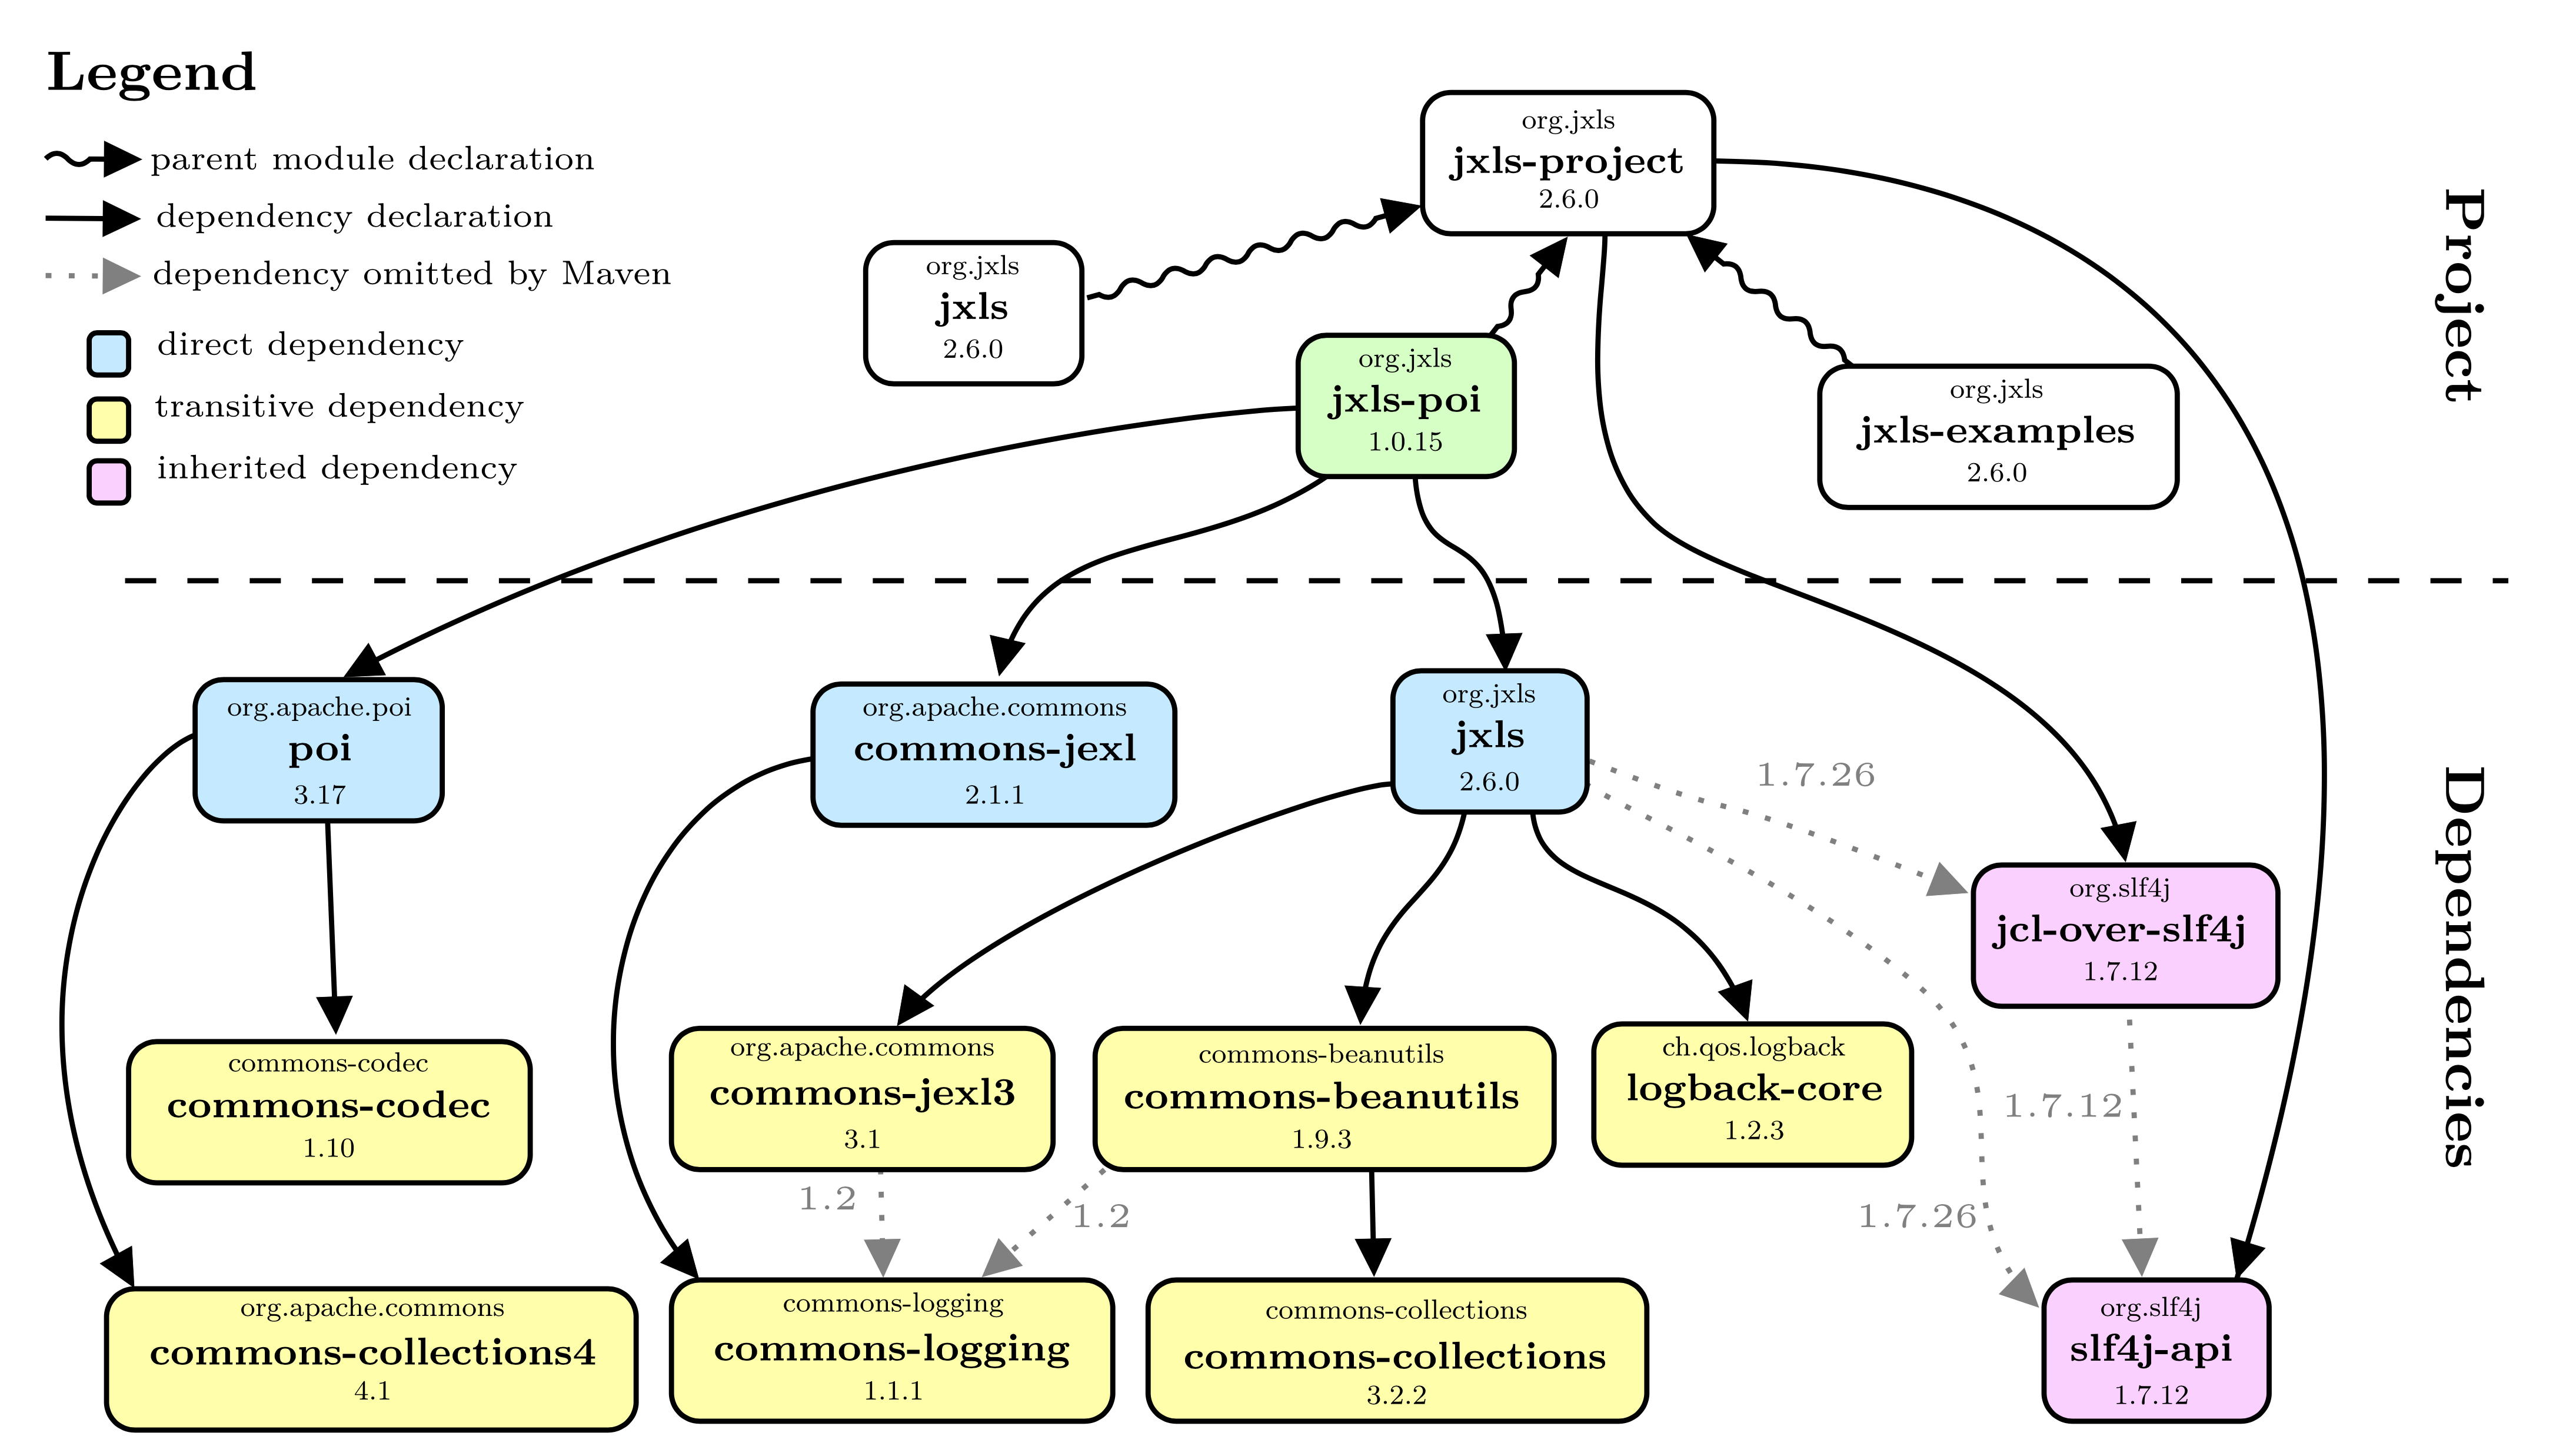 Legend
parent module declaration
dependency declaration
dependency omitted by Maven
direct dependency
transitive dependency
inherited dependency
org.jxls
jxls-project
2.6.0
org.jxls
jxls
2.6.0
org.jxls
jxls-poi
1.0.15
org.jxls
jxls-examples
2.6.0
Project
org.apache.poi
poi
3.17
org.apache.commons
commons-jexl
2.1.1
org.jxls
jxls
2.6.0
1.7.26
org.slf4j
jcl-over-slf4j
1.7.12
Dependencies
commons-codec
commons-codec
1.10
org.apache.commons
commons-jexl3
3.1
commons-beanutils
commons-beanutils
1.9.3
ch.qos.logback
logback-core
1.2.3
1.7.12
1.2
1.2
1.7.26
org.apache.commons
commons-collections4
4.1
commons-logging
commons-logging
1.1.1
commons-collections
commons-collections
3.2.2
org.slf4j
slf4j-api
1.7.12